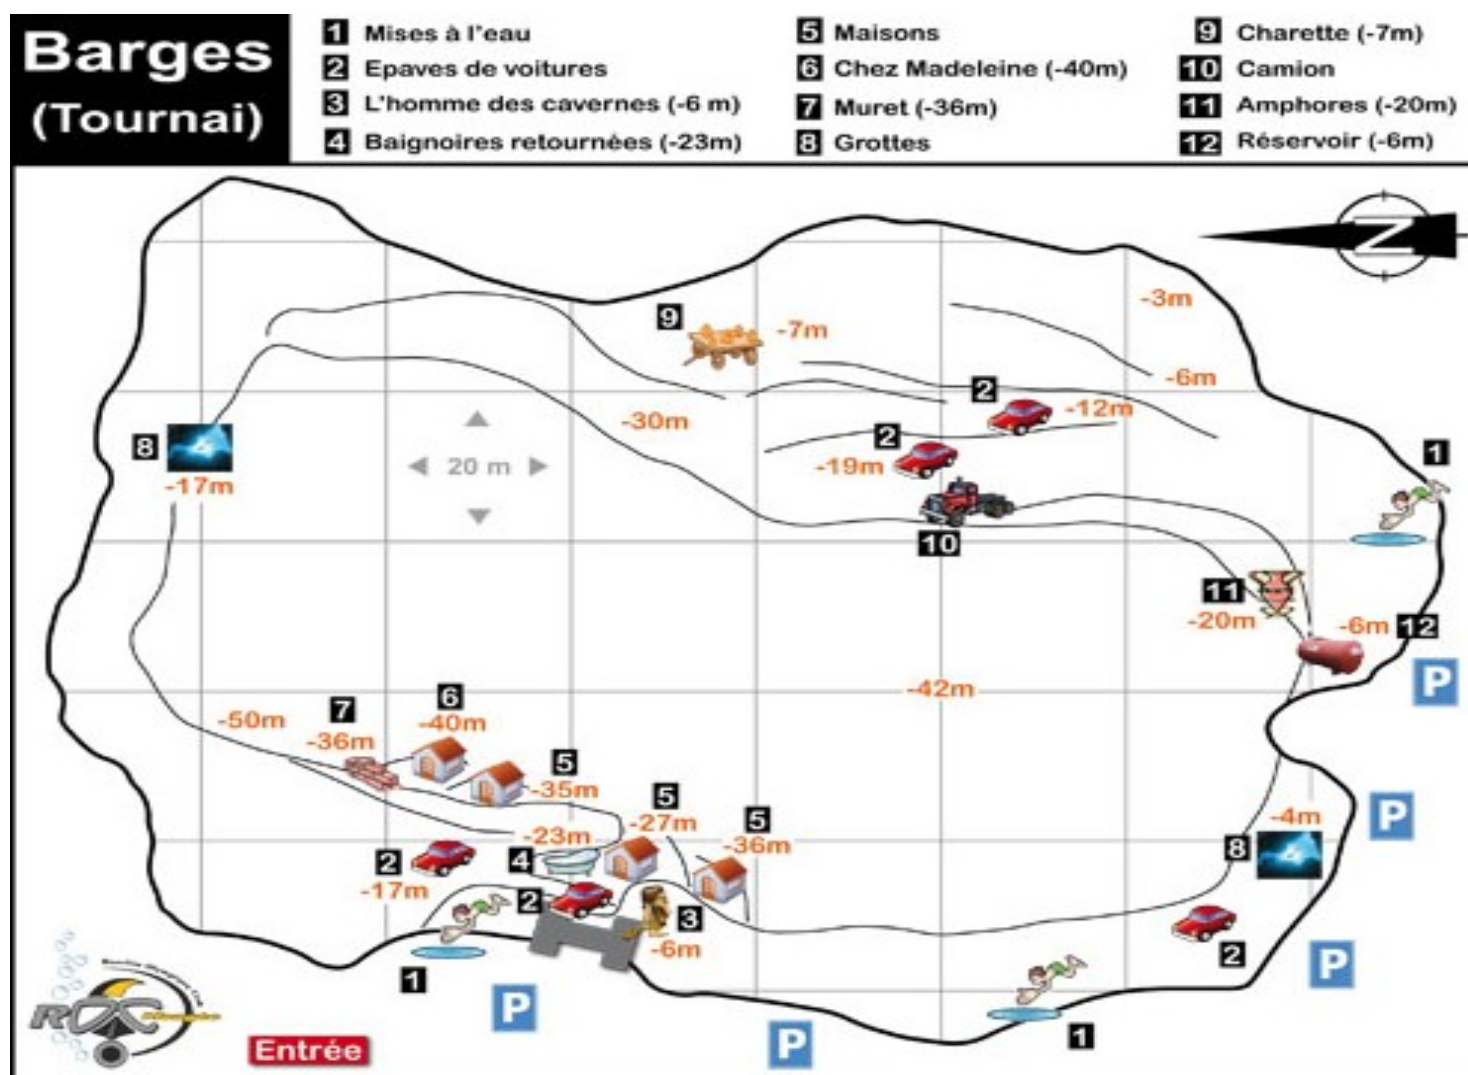 Barges
(Tournai)
1 Mises à l'eau
2 Epaves de voitures
3 L'homme des cavernes (-6 m)
4 Baignoires retournées (-23m)
5 Maisons
6 Chez Madeleine (-40m)
7 Muret (-36m)
8 Grottes
9 Charette (-7m)
10 Camion
11 Amphores (-20m)
12 Réservoir (-6m)
N
-3m
9
-7m
-6m
2
-12m
-30m
2
-19m
8
-17m
20 m
1
10
11
-20m
-6m 12
P
-42m
6
-40m
-50m
7
-36m
5
-35m
5
-27m
5
-36m
-23m
4
2
-17m
2
3
-6m
-4m
8
P
2
P
1
1
P
P
ROC
Entrée